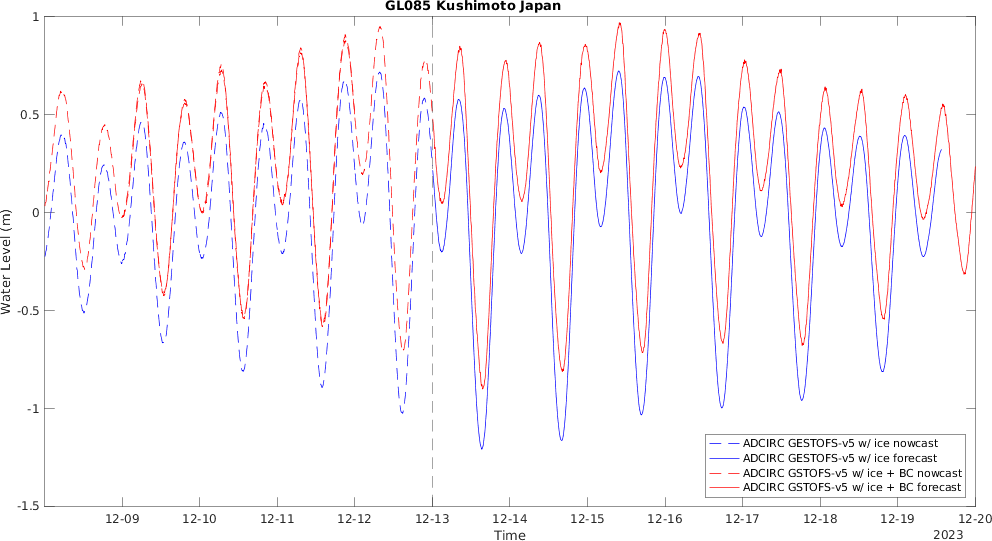 GL085 Kushimoto Japan
1
0.5
0
-0.5
-1
-1.5
Water Level (m)
12-09 12-10 12-11 12-12 12-13 12-14 12-15 12-16 12-17 12-18 12-19 12-20
Time
2023
ADCIRC GESTOFS-v5 w/ ice nowcast
ADCIRC GESTOFS-v5 w/ ice forecast
ADCIRC GSTOFS-v5 w/ ice + BC nowcast
ADCIRC GSTOFS-v5 w/ ice + BC forecast